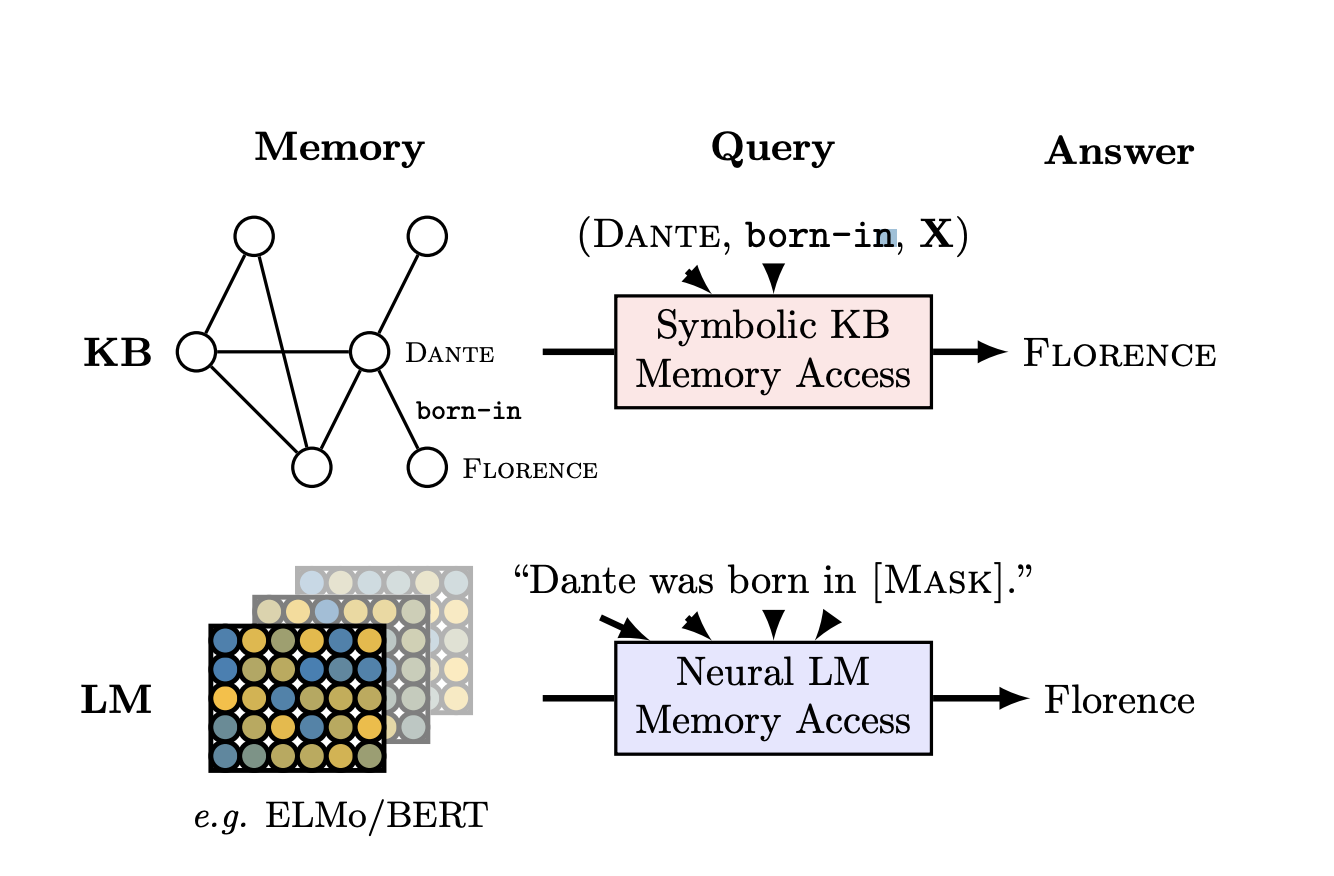 Memory
Query
Answer
(DANTE, born-in, X)
KB
DANTE
born-in
FLORENCE
Symbolic KB
Memory Access
FLORENCE
“Dante was born in [MASK].”
LM
Neural LM
Memory Access
Florence
e.g. ELMo/BERT